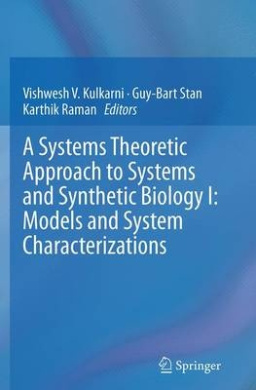 Vishwesh V. Kulkarni · Guy-Bart Stan
Karthik Raman Editors
A Systems Theoretic
Approach to Systems
and Synthetic Biology I:
Models and System
Characterizations
Springer